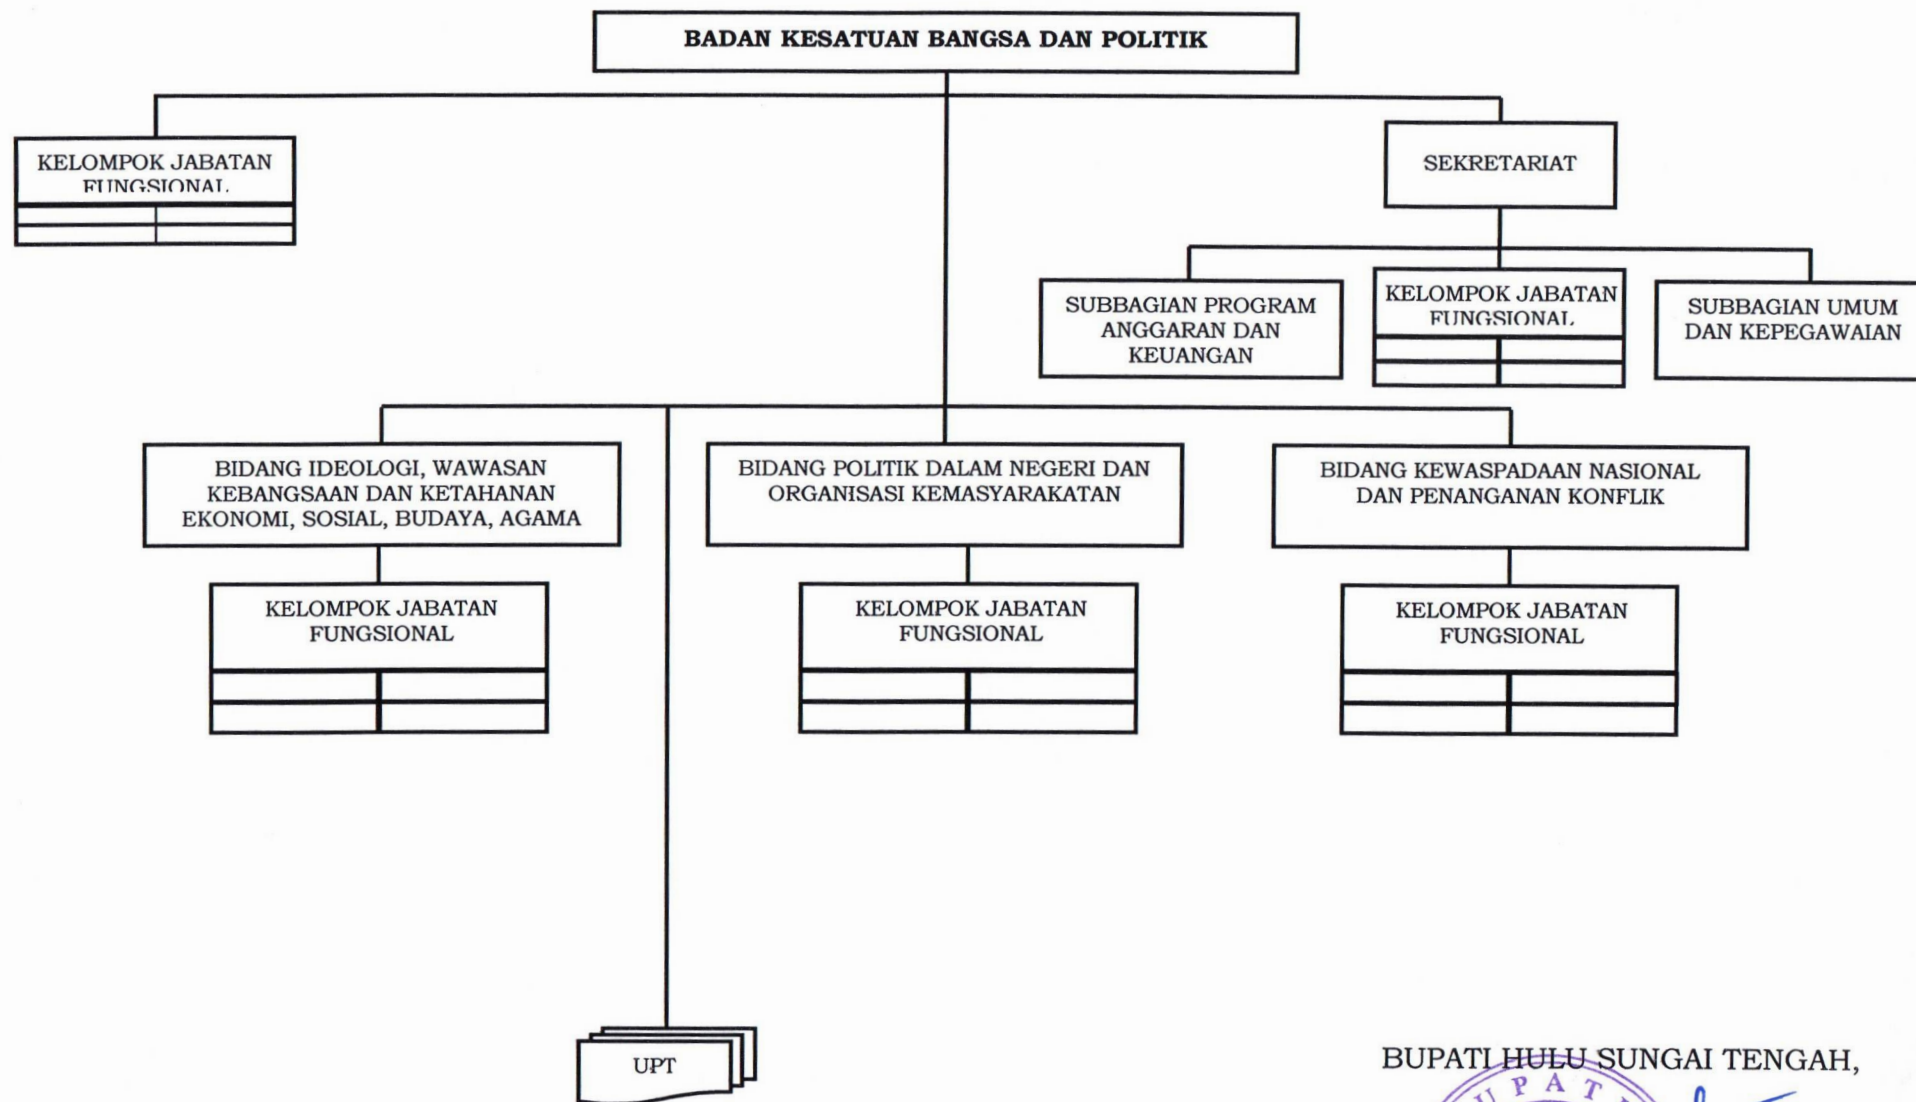 BADAN KESATUAN BANGSA DAN POLITIK
KELOMPOK JABATAN
FUNGSIONAL
SEKRETARIAT
SUBBAGIAN PROGRAM
ANGGARAN DAN
KEUANGAN
KELOMPOK JABATAN
FUNGSIONAL
SUBBAGIAN UMUM
DAN KEPEGAWAIAN
BIDANG IDEOLOGI, WAWASAN
KEBANGSAAN DAN KETAHANAN
EKONOMI, SOSIAL, BUDAYA, AGAMA
BIDANG POLITIK DALAM NEGERI DAN
ORGANISASI KEMASYARAKATAN
BIDANG KEWASPADAAN NASIONAL
DAN PENANGANAN KONFLIK
KELOMPOK JABATAN
FUNGSIONAL
KELOMPOK JABATAN
FUNGSIONAL
KELOMPOK JABATAN
FUNGSIONAL
UPT
BUPATI HULU SUNGAI TENGAH,